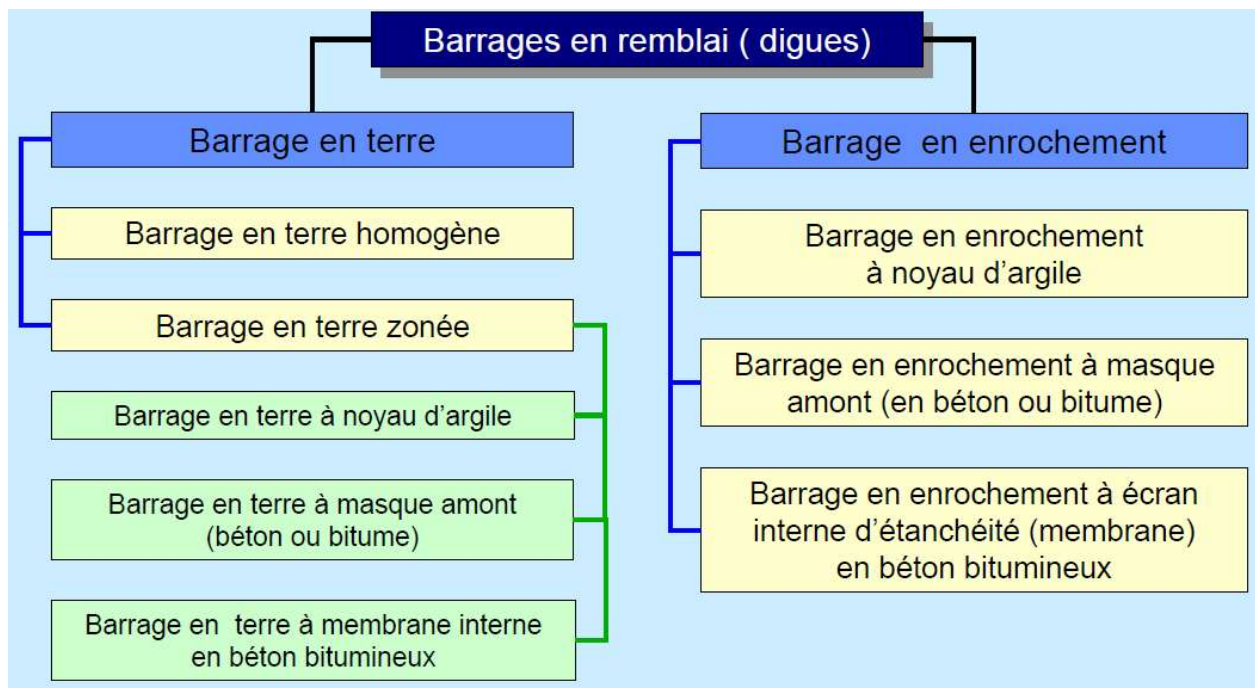 Barrages en remblai ( digues)
Barrage en terre
Barrage en terre homogène
Barrage en terre zonée
Barrage en terre à noyau d’argile
Barrage en terre à masque amont
(béton ou bitume)
Barrage en terre à membrane interne
en béton bitumineux
Barrage en enrochement
Barrage en enrochement
à noyau d’argile
Barrage en enrochement à masque
amont (en béton ou bitume)
Barrage en enrochement à écran
interne d’étanchéité (membrane)
en béton bitumineux